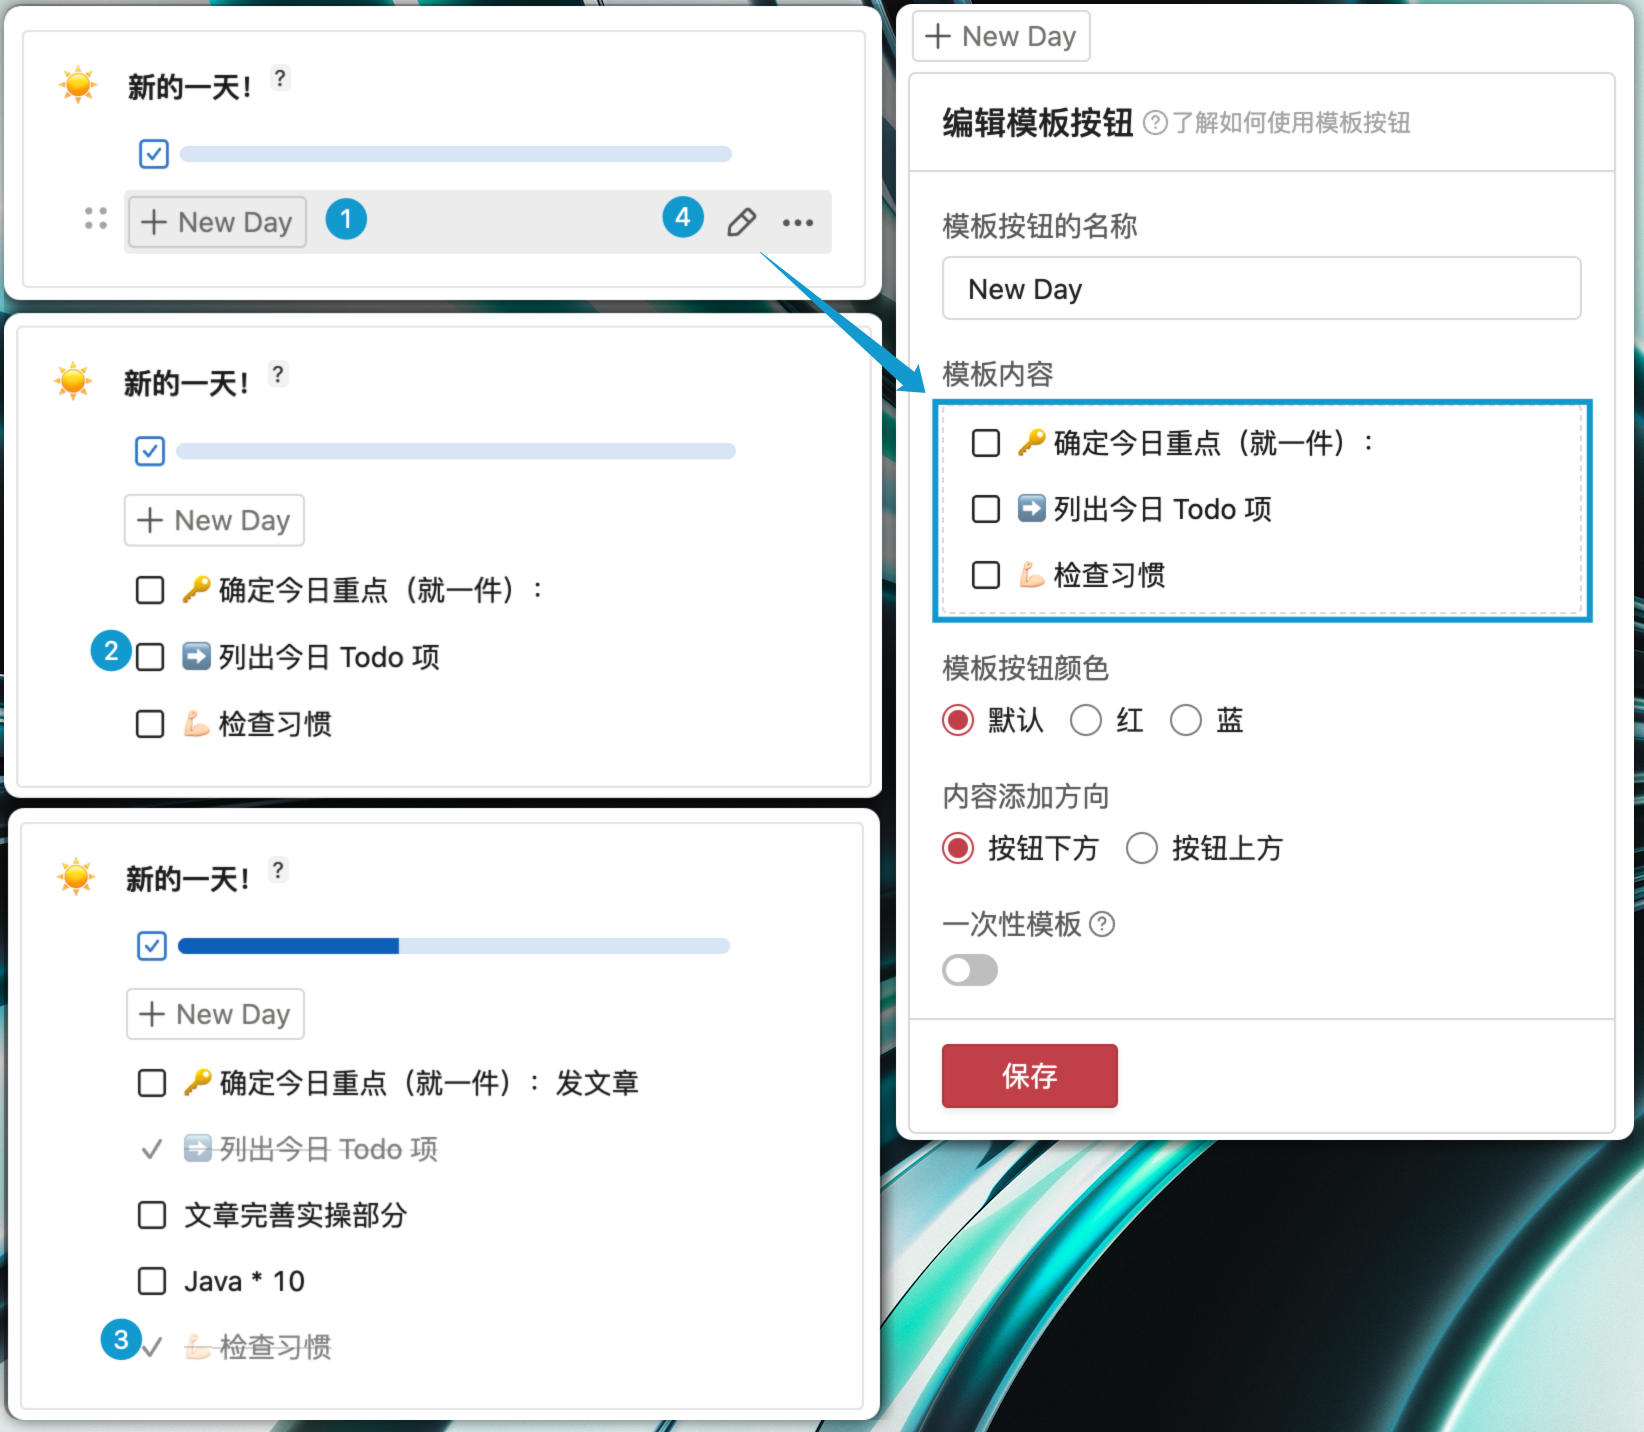 新的一天！ ?
+ New Day 1 4
新的一天！ ?
+ New Day
🔑 确定今日重点（就一件）：
2 ➡️ 列出今日 Todo 项
💪🏻 检查习惯
新的一天！ ?
+ New Day
🔑 确定今日重点（就一件）： 发文章
➡️ 列出今日 Todo 项
文章完善实操部分
Java * 10
3 💪🏻 检查习惯
+ New Day
编辑模板按钮 ? 了解如何使用模板按钮
模板按钮的名称
New Day
模板内容
🔑 确定今日重点（就一件）：
➡️ 列出今日 Todo 项
💪🏻 检查习惯
模板按钮颜色
默认 红 蓝
内容添加方向
按钮下方 按钮上方
一次性模板 ?
保存